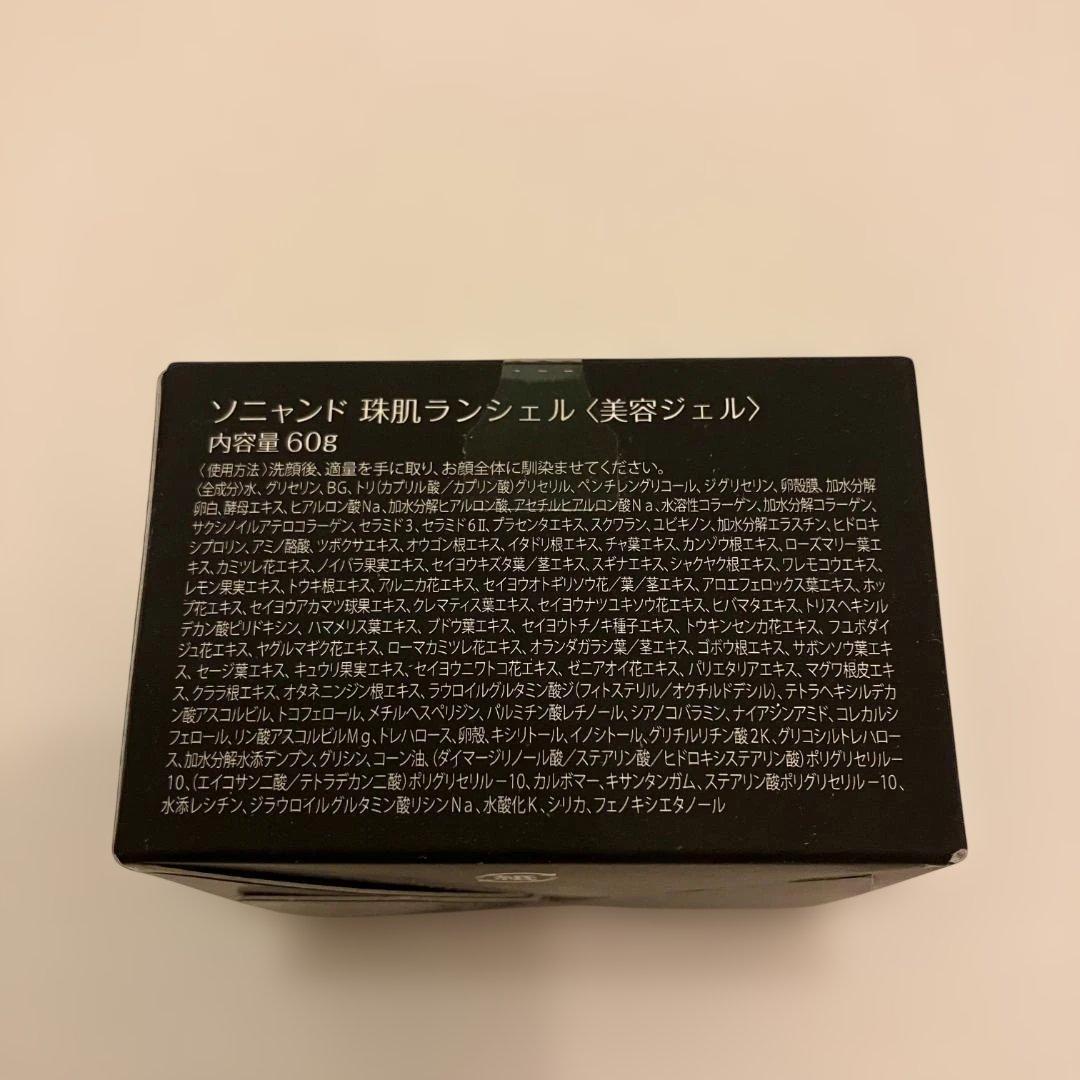 ソニャンド 珠肌ランシェル〈美容ジェル〉
内容量 60g
〈使用方法〉洗顔後、適量を手に取り、お顔全体に馴染ませてください。
〈全成分〉水、グリセリン、BG、トリ(カプリル酸／カプリン酸)グリセリル、ペンチレングリコール、ジグリセリン、卵殻膜、加水分解
卵白、酵母エキス、ヒアルロン酸Na、加水分解ヒアルロン酸、アセチルヒアルロン酸Na、水溶性コラーゲン、加水分解コラーゲン、
サクシノイルアテロコラーゲン、セラミド3、セラミド6Ⅱ、プラセンタエキス、スクワラン、ユビキノン、加水分解エラスチン、ヒドロキ
シプロリン、アミノ酪酸、ツボクサエキス、オウゴン根エキス、イタドリ根エキス、チャ葉エキス、カンゾウ根エキス、ローズマリー葉エ
キス、カミツレ花エキス、ノイバラ果実エキス、セイヨウキズタ葉／茎エキス、スギナエキス、シャクヤク根エキス、ワレモコウエキス、
レモン果実エキス、トウキ根エキス、アルニカ花エキス、セイヨウオトギリソウ花／葉／茎エキス、アロエフェロックス葉エキス、ホッ
プ花エキス、セイヨウアカマツ球果エキス、クレマティス葉エキス、セイヨウナツユキソウ花エキス、ヒバマタエキス、トリスヘキシル
デカン酸ピリドキシン、ハマメリス葉エキス、ブドウ葉エキス、セイヨウトチノキ種子エキス、トウキンセンカ花エキス、フユボダイ
ジュ花エキス、ヤグルマギク花エキス、ローマカミツレ花エキス、オランダガラシ葉／茎エキス、ゴボウ根エキス、サボンソウ葉エキ
ス、セージ葉エキス、キュウリ果実エキス、セイヨウニワトコ花エキス、ゼニアオイ花エキス、パリエタリアエキス、マグワ根皮エキ
ス、クララ根エキス、オタネニンジン根エキス、ラウロイルグルタミン酸ジ(フィトステリル／オクチルドデシル)、テトラヘキシルデカ
ン酸アスコルビル、トコフェロール、メチルヘスペリジン、パルミチン酸レチノール、シアノコバラミン、ナイアシンアミド、コレカルシ
フェロール、リン酸アスコルビルMg、トレハロース、卵殻、キシリトール、イノシトール、グリチルリチン酸2K、グリコシルトレハロー
ス、加水分解水添デンプン、グリシン、コーン油、(ダイマージリノール酸／ステアリン酸／ヒドロキシステアリン酸)ポリグリセリル－
10、(エイコサン二酸／テトラデカン二酸)ポリグリセリル－10、カルボマー、キサンタンガム、ステアリン酸ポリグリセリル－10、
水添レシチン、ジラウロイルグルタミン酸リシンNa、水酸化K、シリカ、フェノキシエタノール